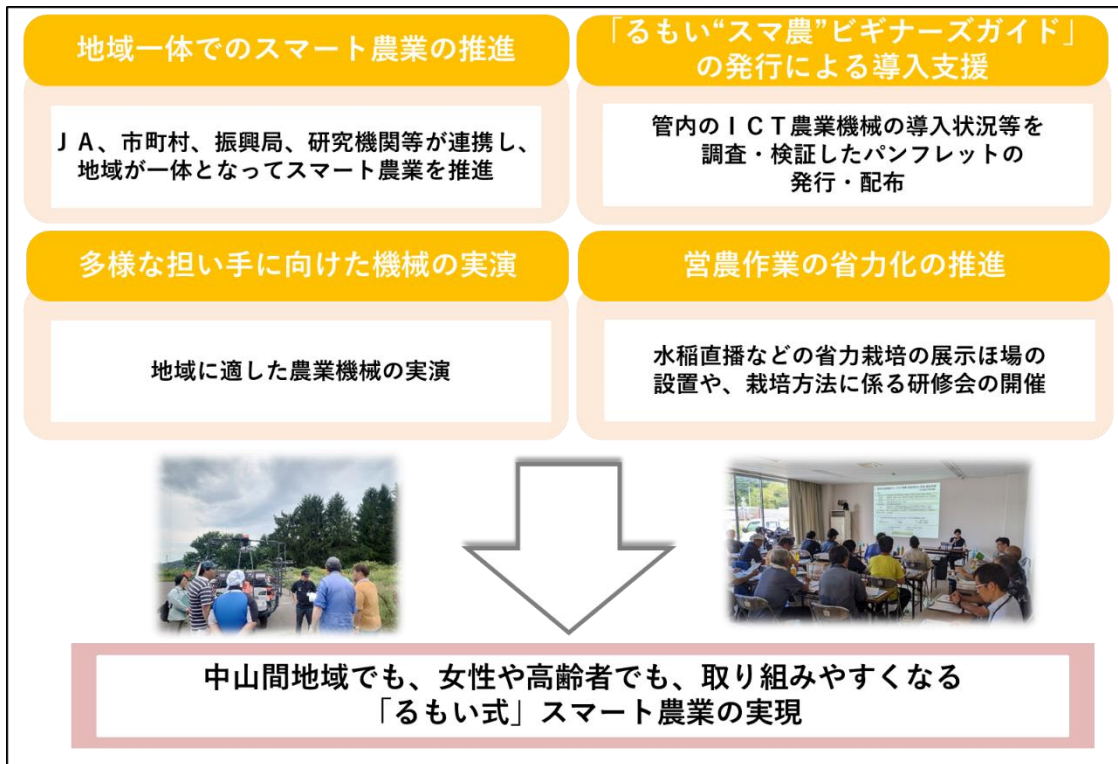 地域一体でのスマート農業の推進
ＪＡ、市町村、振興局、研究機関等が連携し、
地域が一体となってスマート農業を推進
「るもい“スマ農”ビギナーズガイド」
の発行による導入支援
管内のＩＣＴ農業機械の導入状況等を
調査・検証したパンフレットの
発行・配布
多様な担い手に向けた機械の実演
地域に適した農業機械の実演
営農作業の省力化の推進
水稲直播などの省力栽培の展示ほ場の
設置や、栽培方法に係る研修会の開催
中山間地域でも、女性や高齢者でも、取り組みやすくなる
「るもい式」スマート農業の実現